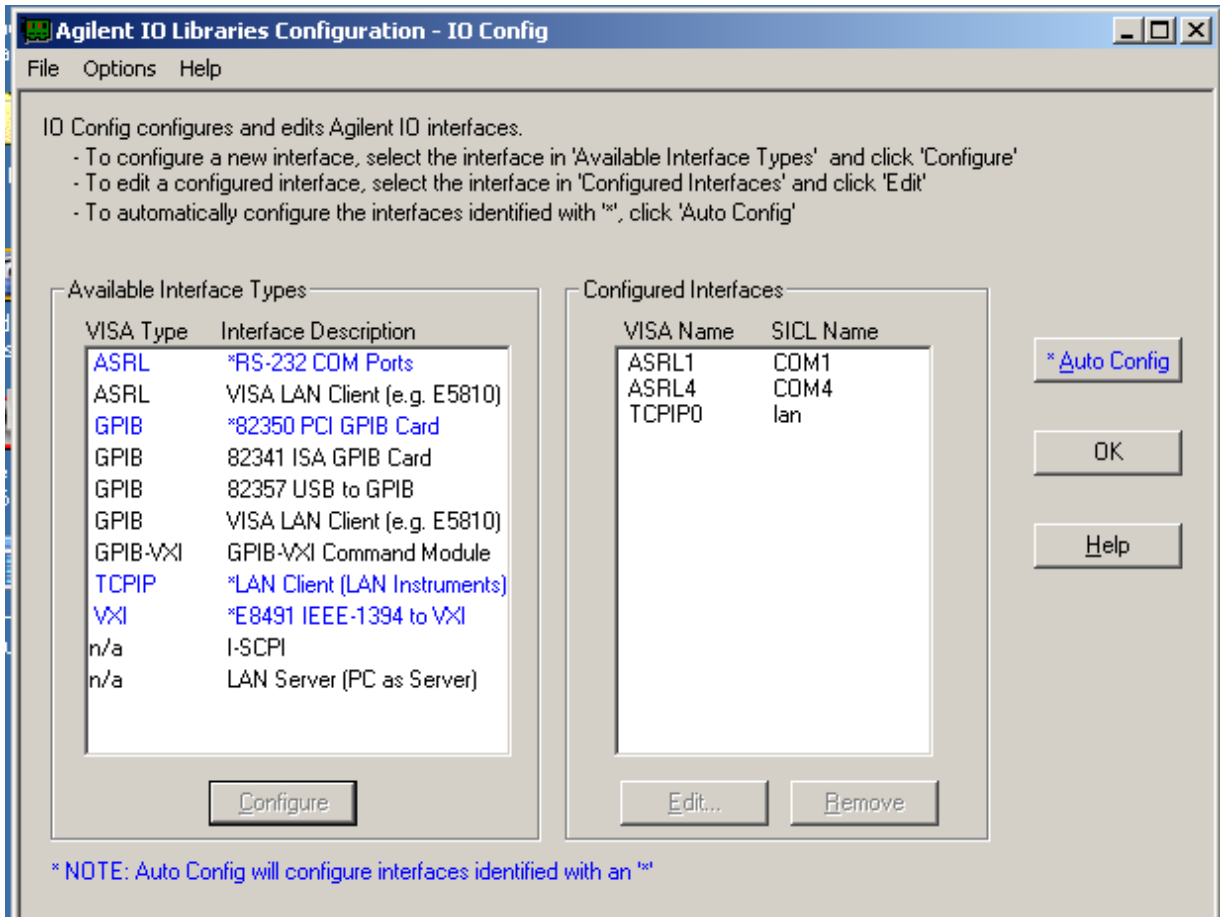 Agilent IO Libraries Configuration - IO Config
File Options Help
IO Config configures and edits Agilent IO interfaces.
- To configure a new interface, select the interface in 'Available Interface Types' and click 'Configure'
- To edit a configured interface, select the interface in 'Configured Interfaces' and click 'Edit'
- To automatically configure the interfaces identified with '*', click 'Auto Config'
Available Interface Types
VISA Type Interface Description
ASRL *RS-232 COM Ports
ASRL VISA LAN Client (e.g. E5810)
GPIB *82350 PCI GPIB Card
GPIB 82341 ISA GPIB Card
GPIB 82357 USB to GPIB
GPIB VISA LAN Client (e.g. E5810)
GPIB-VXI GPIB-VXI Command Module
TCPIP *LAN Client (LAN Instruments)
VXI *E8491 IEEE-1394 to VXI
n/a I-SCPI
n/a LAN Server (PC as Server)
Configure
Configured Interfaces
VISA Name SICL Name
ASRL1 COM1
ASRL4 COM4
TCPIP0 lan
Edit... Remove
* Auto Config
OK
Help
* NOTE: Auto Config will configure interfaces identified with an '*'